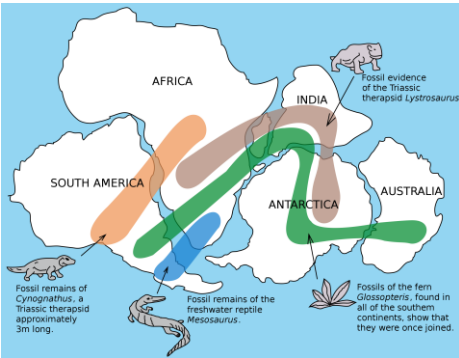 AFRICA
INDIA
Fossil evidence
of the Triassic
therapsid Lystrosaurus.
SOUTH AMERICA
ANTARCTICA
AUSTRALIA
Fossil remains of
Cynognathus, a
Triassic therapsid
approximately
3m long.
Fossil remains of the
freshwater reptile
Mesosaurus.
Fossils of the fern
Glossopteris, found in
all of the southern
continents, show that
they were once joined.